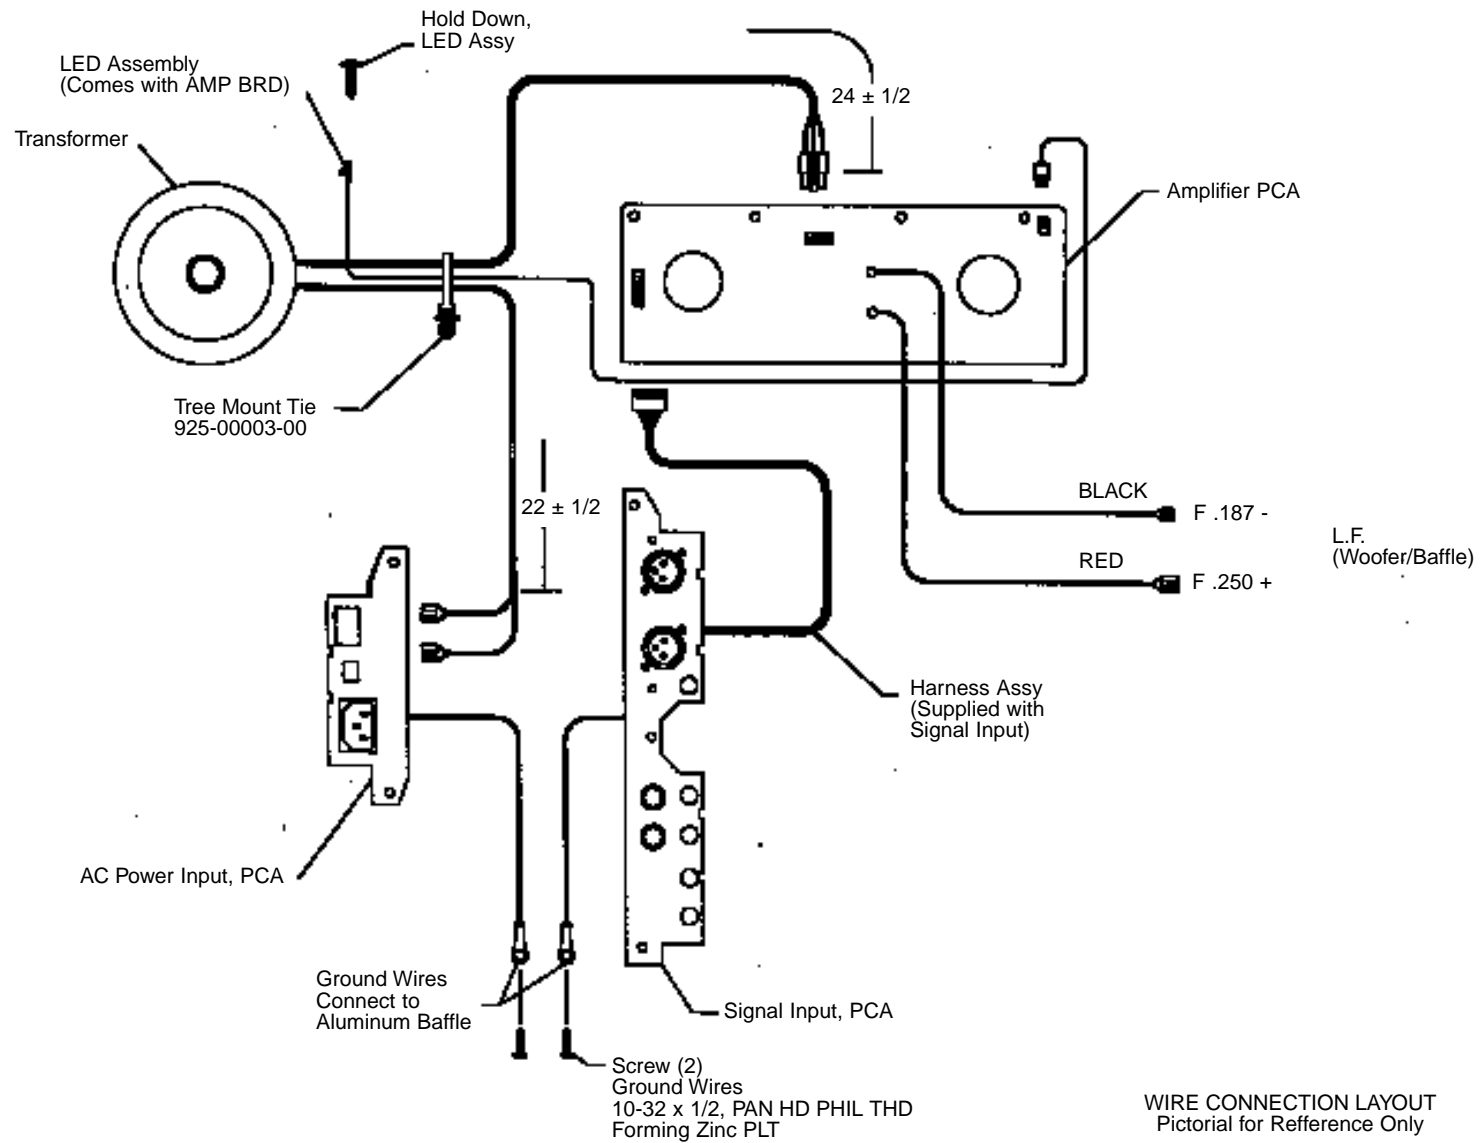 Hold Down,
LED Assy
LED Assembly
(Comes with AMP BRD)
24 ± 1/2
Transformer
Amplifier PCA
Tree Mount Tie
925-00003-00
22 ± 1/2
BLACK
F .187 -
L.F.
(Woofer/Baffle)
RED
F .250 +
Harness Assy
(Supplied with
Signal Input)
AC Power Input, PCA
Ground Wires
Connect to
Aluminum Baffle
Signal Input, PCA
Screw (2)
Ground Wires
10-32 x 1/2, PAN HD PHIL THD
Forming Zinc PLT
WIRE CONNECTION LAYOUT
Pictorial for Refference Only